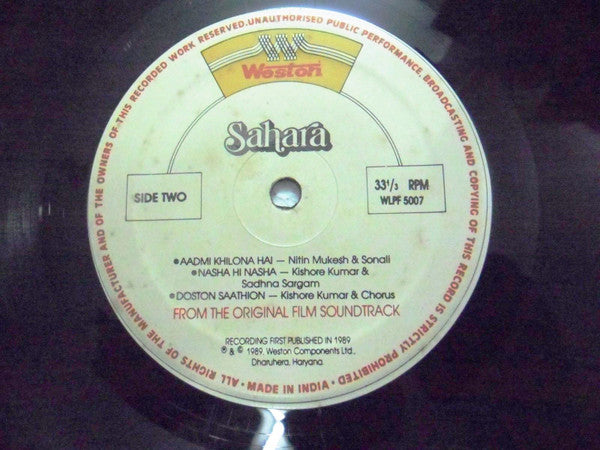 ALL RIGHTS OF THE MANUFACTURER AND OF THE OWNERS OF THIS RECORDED WORK RESERVED. UNAUTHORISED PUBLIC PERFORMANCE BROADCASTING AND COPYING OF THIS RECORD IS STRICTLY PROHIBITED • MADE IN INDIA •
W
Weston
Sahara
SIDE TWO
33 1/3 RPM
WLPF 5007
• AADMI KHILONA HAI — Nitin Mukesh & Sonali
• NASHA HI NASHA — Kishore Kumar &
Sadhna Sargam
• DOSTON SAATHION — Kishore Kumar & Chorus
FROM THE ORIGINAL FILM SOUNDTRACK
RECORDING FIRST PUBLISHED IN 1989
℗ & © 1989. Weston Components Ltd.,
Dharuhera, Haryana.